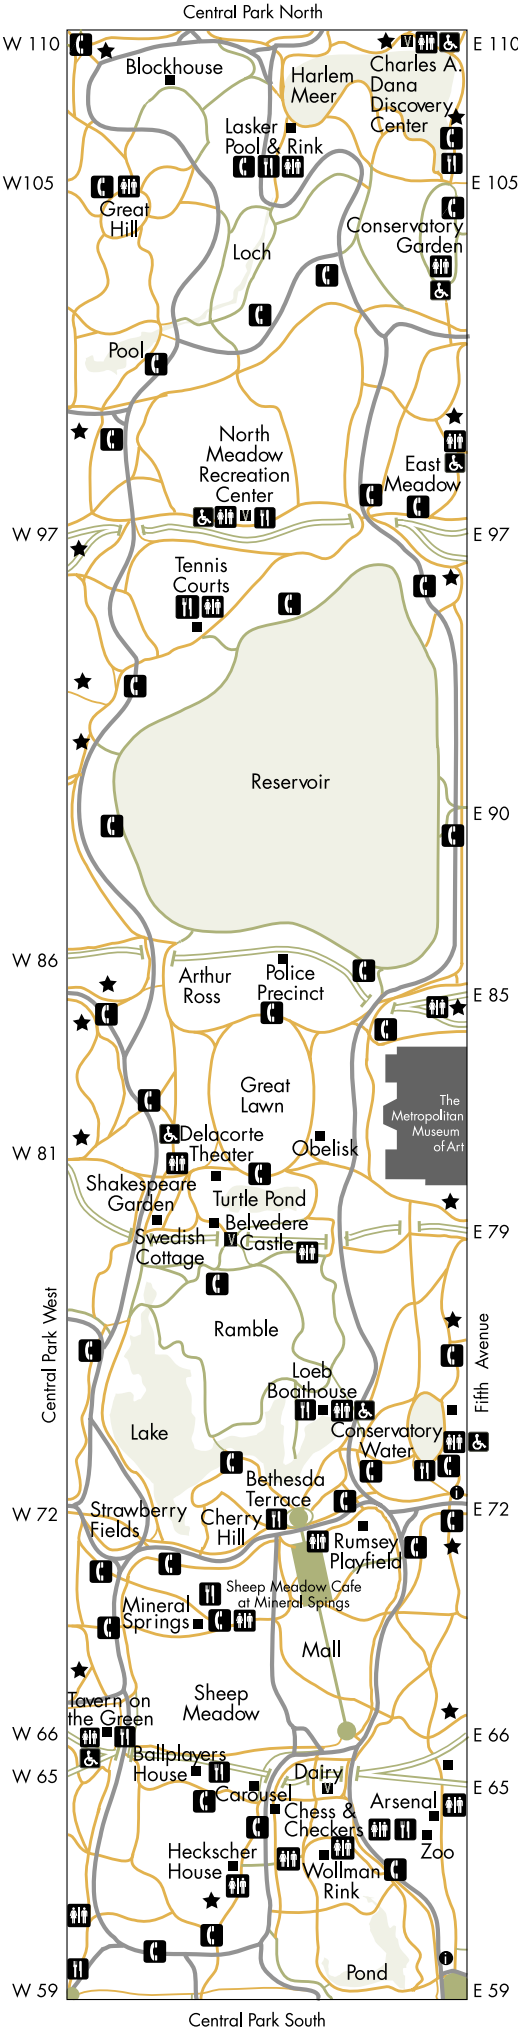 Central Park North
W 110
E 110
Blockhouse
Harlem
Meer
Charles A.
Dana
Discovery
Center
V
Lasker
Pool & Rink
W105
E 105
Great
Hill
Conservatory
Garden
Loch
Pool
North
Meadow
Recreation
Center
V
East
Meadow
W 97
E 97
Tennis
Courts
Reservoir
E 90
W 86
Arthur
Ross
Police
Precinct
E 85
Great
Lawn
The
Metropolitan
Museum
of Art
W 81
Delacorte
Theater
Obelisk
Shakespeare
Garden
Turtle Pond
Swedish
Cottage
Belvedere
Castle
V
E 79
Central Park West
Fifth Avenue
Ramble
Loeb
Boathouse
Lake
Conservatory
Water
Bethesda
Terrace
i
W 72
E 72
Strawberry
Fields
Cherry
Hill
Rumsey
Playfield
Sheep Meadow Cafe
at Mineral Spings
Mineral
Springs
Mall
Sheep
Meadow
Tavern on
the Green
W 66
E 66
Ballplayers
House
W 65
E 65
Dairy
V
Carousel
Arsenal
Chess &
Checkers
Zoo
Heckscher
House
Wollman
Rink
i
Pond
W 59
E 59
Central Park South